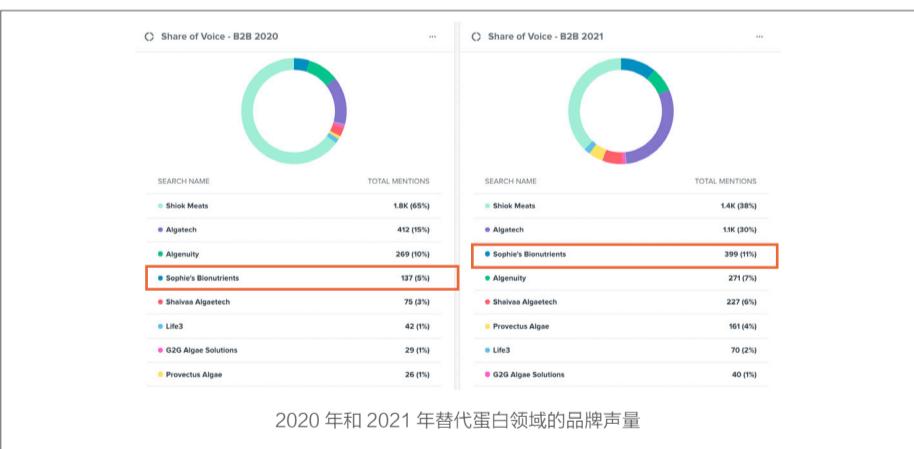 Share of Voice - B2B 2020 ...
SEARCH NAME TOTAL MENTIONS
Shiok Meats 1.8K (65%)
Algatech 412 (15%)
Algenuity 269 (10%)
Sophie's Bionutrients 137 (5%)
Shaivaa Algaetech 75 (3%)
Life3 42 (1%)
G2G Algae Solutions 29 (1%)
Provectus Algae 26 (1%)
Share of Voice - B2B 2021 ...
SEARCH NAME TOTAL MENTIONS
Shiok Meats 1.4K (38%)
Algatech 1.1K (30%)
Sophie's Bionutrients 399 (11%)
Algenuity 271 (7%)
Shaivaa Algaetech 227 (6%)
Provectus Algae 161 (4%)
Life3 70 (2%)
G2G Algae Solutions 40 (1%)
2020 年和 2021 年替代蛋白领域的品牌声量